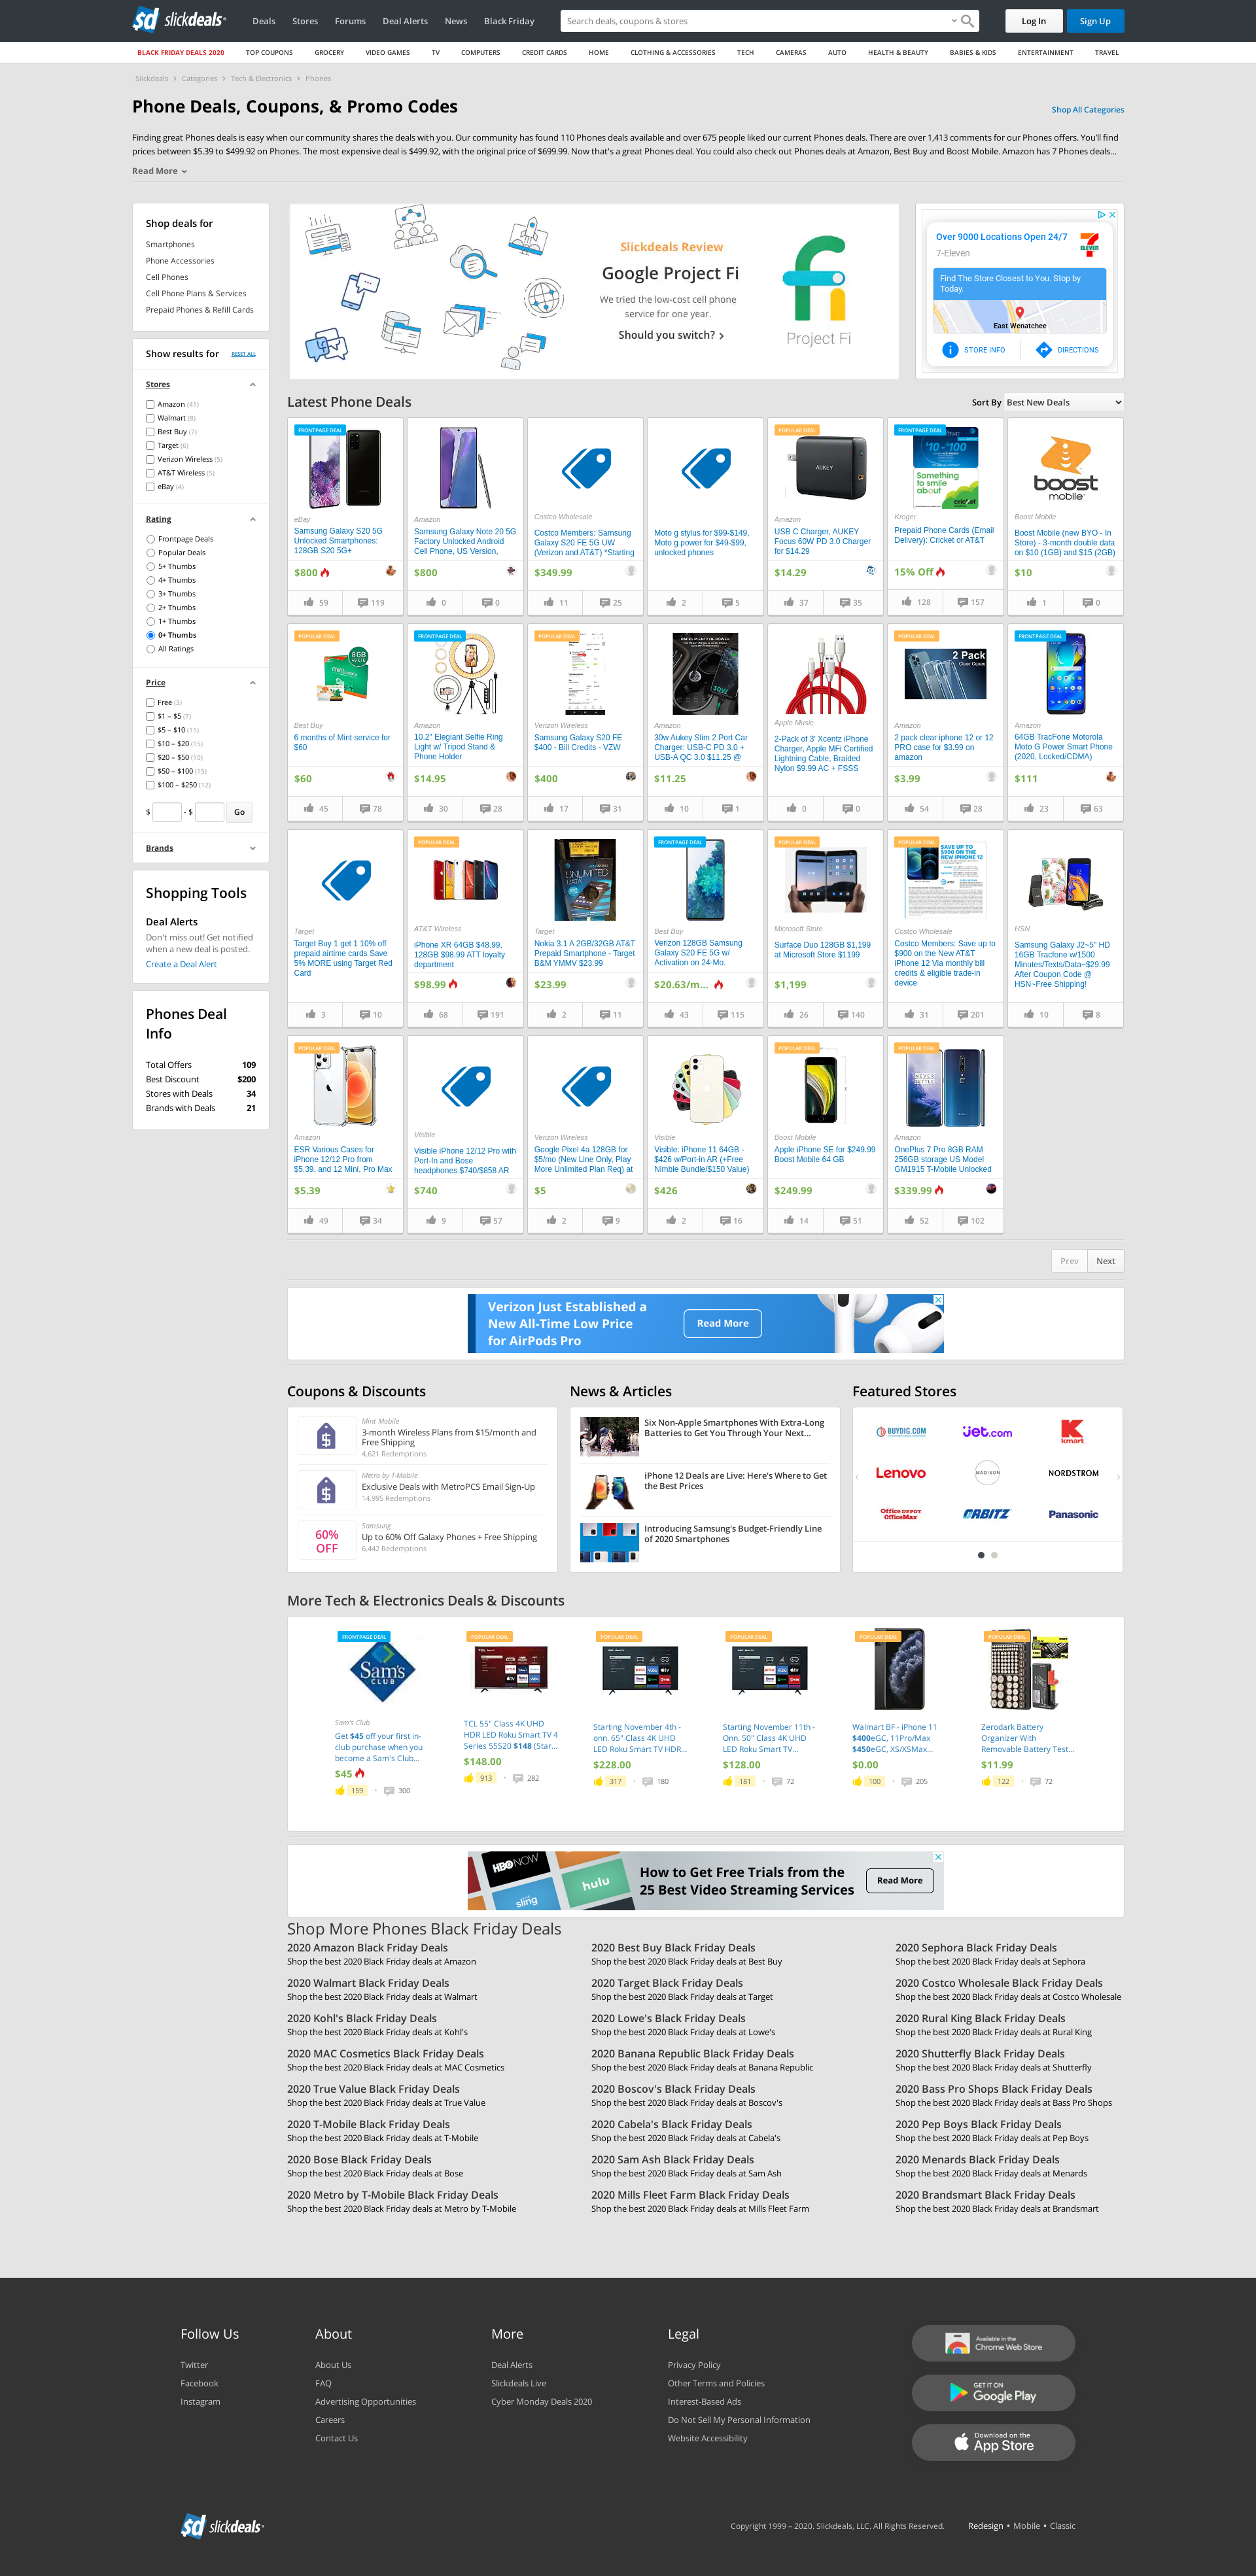 slickdeals
Deals
Stores
Forums
Deal Alerts
News
Black Friday
Search deals, coupons & stores
Log In
Sign Up
BLACK FRIDAY DEALS 2020
TOP COUPONS
GROCERY
VIDEO GAMES
TV
COMPUTERS
CREDIT CARDS
HOME
CLOTHING & ACCESSORIES
TECH
CAMERAS
AUTO
HEALTH & BEAUTY
BABIES & KIDS
ENTERTAINMENT
TRAVEL
Slickdeals > Categories > Tech & Electronics > Phones
Phone Deals, Coupons, & Promo Codes
Shop All Categories
Finding great Phones deals is easy when our community shares the deals with you. Our community has found 110 Phones deals available and over 675 people liked our current Phones deals. There are over 1,413 comments for our Phones offers. You'll find
prices between $5.39 to $499.92 on Phones. The most expensive deal is $499.92, with the original price of $699.99. Now that's a great Phones deal. You could also check out Phones deals at Amazon, Best Buy and Boost Mobile. Amazon has 7 Phones deals...
Read More
Shop deals for
Smartphones
Phone Accessories
Cell Phones
Cell Phone Plans & Services
Prepaid Phones & Refill Cards
Show results for
RESET ALL
Stores
Amazon (41)
Walmart (8)
Best Buy (7)
Target (6)
Verizon Wireless (5)
AT&T Wireless (5)
eBay (4)
Rating
Frontpage Deals
Popular Deals
5+ Thumbs
4+ Thumbs
3+ Thumbs
2+ Thumbs
1+ Thumbs
0+ Thumbs
All Ratings
Price
Free (3)
$1 – $5 (7)
$5 – $10 (11)
$10 – $20 (15)
$20 – $50 (10)
$50 – $100 (15)
$100 – $250 (12)
$ - $ Go
Brands
Shopping Tools
Deal Alerts
Don't miss out! Get notified
when a new deal is posted.
Create a Deal Alert
Phones Deal
Info
Total Offers 109
Best Discount $200
Stores with Deals 34
Brands with Deals 21
Slickdeals Review
Google Project Fi
We tried the low-cost cell phone
service for one year.
Should you switch? >
Project Fi
Over 9000 Locations Open 24/7
7-Eleven
Find The Store Closest to You. Stop by
Today.
East Wenatchee
STORE INFO
DIRECTIONS
Latest Phone Deals
Sort By Best New Deals
FRONTPAGE DEAL
eBay
Samsung Galaxy S20 5G
Unlocked Smartphones:
128GB S20 5G+
$800
59 119
Amazon
Samsung Galaxy Note 20 5G
Factory Unlocked Android
Cell Phone, US Version,
$800
0 0
Costco Wholesale
Costco Members: Samsung
Galaxy S20 FE 5G UW
(Verizon and AT&T) *Starting
$349.99
11 25
Moto g stylus for $99-$149,
Moto g power for $49-$99,
unlocked phones
2 5
POPULAR DEAL
AUKEY
Amazon
USB C Charger, AUKEY
Focus 60W PD 3.0 Charger
for $14.29
$14.29
37 35
FRONTPAGE DEAL
$10-$100
Something
to smile
about
cricket
Kroger
Prepaid Phone Cards (Email
Delivery): Cricket or AT&T
15% Off
128 157
boost
mobile
Boost Mobile
Boost Mobile (new BYO - In
Store) - 3-month double data
on $10 (1GB) and $15 (2GB)
$10
1 0
POPULAR DEAL
8GB
Best Buy
6 months of Mint service for
$60
$60
45 78
FRONTPAGE DEAL
Amazon
10.2" Elegiant Selfie Ring
Light w/ Tripod Stand &
Phone Holder
$14.95
30 28
POPULAR DEAL
Verizon Wireless
Samsung Galaxy S20 FE
$400 - Bill Credits - VZW
$400
17 31
30W
Amazon
30w Aukey Slim 2 Port Car
Charger: USB-C PD 3.0 +
USB-A QC 3.0 $11.25 @
$11.25
10 1
Apple Music
2-Pack of 3' Xcentz iPhone
Charger, Apple MFi Certified
Lightning Cable, Braided
Nylon $9.99 AC + FSSS
0 0
POPULAR DEAL
2 Pack
Amazon
2 pack clear iphone 12 or 12
PRO case for $3.99 on
amazon
$3.99
54 28
FRONTPAGE DEAL
Amazon
64GB TracFone Motorola
Moto G Power Smart Phone
(2020, Locked/CDMA)
$111
23 63
Target
Target Buy 1 get 1 10% off
prepaid airtime cards Save
5% MORE using Target Red
Card
3 10
POPULAR DEAL
AT&T Wireless
iPhone XR 64GB $48.99,
128GB $98.99 ATT loyalty
department
$98.99
68 191
UNLIMITED
DATA
Target
Nokia 3.1 A 2GB/32GB AT&T
Prepaid Smartphone - Target
B&M YMMV $23.99
$23.99
2 11
FRONTPAGE DEAL
Best Buy
Verizon 128GB Samsung
Galaxy S20 FE 5G w/
Activation on 24-Mo.
$20.63/m...
43 115
POPULAR DEAL
Microsoft Store
Surface Duo 128GB $1,199
at Microsoft Store $1199
$1,199
26 140
POPULAR DEAL
SAVE UP TO
$900 ON THE
NEW IPHONE 12
Costco Wholesale
Costco Members: Save up to
$900 on the New AT&T
iPhone 12 Via monthly bill
credits & eligible trade-in
device
31 201
HSN
Samsung Galaxy J2~5" HD
16GB Tracfone w/1500
Minutes/Texts/Data~$29.99
After Coupon Code @
HSN~Free Shipping!
10 8
POPULAR DEAL
Amazon
ESR Various Cases for
iPhone 12/12 Pro from
$5.39, and 12 Mini, Pro Max
$5.39
49 34
Visible
Visible iPhone 12/12 Pro with
Port-In and Bose
headphones $740/$858 AR
$740
9 57
Verizon Wireless
Google Pixel 4a 128GB for
$5/mo (New Line Only, Play
More Unlimited Plan Req) at
$5
2 9
Visible
Visible: iPhone 11 64GB -
$426 w/Port-in AR (+Free
Nimble Bundle/$150 Value)
$426
2 16
POPULAR DEAL
Boost Mobile
Apple iPhone SE for $249.99
Boost Mobile 64 GB
$249.99
14 51
POPULAR DEAL
Amazon
OnePlus 7 Pro 8GB RAM
256GB storage US Model
GM1915 T-Mobile Unlocked
$339.99
52 102
Prev Next
Verizon Just Established a
New All-Time Low Price
for AirPods Pro
Read More
Coupons & Discounts
Mint Mobile
3-month Wireless Plans from $15/month and
Free Shipping
4,621 Redemptions
Metro by T-Mobile
Exclusive Deals with MetroPCS Email Sign-Up
14,995 Redemptions
60%
OFF
Samsung
Up to 60% Off Galaxy Phones + Free Shipping
6,442 Redemptions
News & Articles
Six Non-Apple Smartphones With Extra-Long
Batteries to Get You Through Your Next...
iPhone 12 Deals are Live: Here's Where to Get
the Best Prices
Introducing Samsung's Budget-Friendly Line
of 2020 Smartphones
Featured Stores
BUYDIG.COM
jet.com
kmart
Lenovo
MADISON
NORDSTROM
Office DEPOT
OfficeMax
ORBITZ
Panasonic
More Tech & Electronics Deals & Discounts
FRONTPAGE DEAL
Sam's
CLUB
Sam's Club
Get $45 off your first in-
club purchase when you
become a Sam's Club...
$45
159 • 300
POPULAR DEAL
TCL 55" Class 4K UHD
HDR LED Roku Smart TV 4
Series 55S20 $148 (Star...
$148.00
913 • 282
POPULAR DEAL
Starting November 4th -
onn. 65" Class 4K UHD
LED Roku Smart TV HDR...
$228.00
317 • 180
POPULAR DEAL
Starting November 11th -
Onn. 50" Class 4K UHD
LED Roku Smart TV...
$128.00
181 • 72
POPULAR DEAL
Walmart BF - iPhone 11
$400eGC, 11Pro/Max
$450eGC, XS/XSMax...
$0.00
100 • 205
POPULAR DEAL
Zerodark Battery
Organizer With
Removable Battery Test...
$11.99
122 • 72
HBO NOW
sling
hulu
How to Get Free Trials from the
25 Best Video Streaming Services
Read More
Shop More Phones Black Friday Deals
2020 Amazon Black Friday Deals
Shop the best 2020 Black Friday deals at Amazon
2020 Best Buy Black Friday Deals
Shop the best 2020 Black Friday deals at Best Buy
2020 Sephora Black Friday Deals
Shop the best 2020 Black Friday deals at Sephora
2020 Walmart Black Friday Deals
Shop the best 2020 Black Friday deals at Walmart
2020 Target Black Friday Deals
Shop the best 2020 Black Friday deals at Target
2020 Costco Wholesale Black Friday Deals
Shop the best 2020 Black Friday deals at Costco Wholesale
2020 Kohl's Black Friday Deals
Shop the best 2020 Black Friday deals at Kohl's
2020 Lowe's Black Friday Deals
Shop the best 2020 Black Friday deals at Lowe's
2020 Rural King Black Friday Deals
Shop the best 2020 Black Friday deals at Rural King
2020 MAC Cosmetics Black Friday Deals
Shop the best 2020 Black Friday deals at MAC Cosmetics
2020 Banana Republic Black Friday Deals
Shop the best 2020 Black Friday deals at Banana Republic
2020 Shutterfly Black Friday Deals
Shop the best 2020 Black Friday deals at Shutterfly
2020 True Value Black Friday Deals
Shop the best 2020 Black Friday deals at True Value
2020 Boscov's Black Friday Deals
Shop the best 2020 Black Friday deals at Boscov's
2020 Bass Pro Shops Black Friday Deals
Shop the best 2020 Black Friday deals at Bass Pro Shops
2020 T-Mobile Black Friday Deals
Shop the best 2020 Black Friday deals at T-Mobile
2020 Cabela's Black Friday Deals
Shop the best 2020 Black Friday deals at Cabela's
2020 Pep Boys Black Friday Deals
Shop the best 2020 Black Friday deals at Pep Boys
2020 Bose Black Friday Deals
Shop the best 2020 Black Friday deals at Bose
2020 Sam Ash Black Friday Deals
Shop the best 2020 Black Friday deals at Sam Ash
2020 Menards Black Friday Deals
Shop the best 2020 Black Friday deals at Menards
2020 Metro by T-Mobile Black Friday Deals
Shop the best 2020 Black Friday deals at Metro by T-Mobile
2020 Mills Fleet Farm Black Friday Deals
Shop the best 2020 Black Friday deals at Mills Fleet Farm
2020 Brandsmart Black Friday Deals
Shop the best 2020 Black Friday deals at Brandsmart
Follow Us
Twitter
Facebook
Instagram
About
About Us
FAQ
Advertising Opportunities
Careers
Contact Us
More
Deal Alerts
Slickdeals Live
Cyber Monday Deals 2020
Legal
Privacy Policy
Other Terms and Policies
Interest-Based Ads
Do Not Sell My Personal Information
Website Accessibility
Available in the
Chrome Web Store
GET IT ON
Google Play
Download on the
App Store
slickdeals
Copyright 1999 – 2020. Slickdeals, LLC. All Rights Reserved.
Redesign • Mobile • Classic